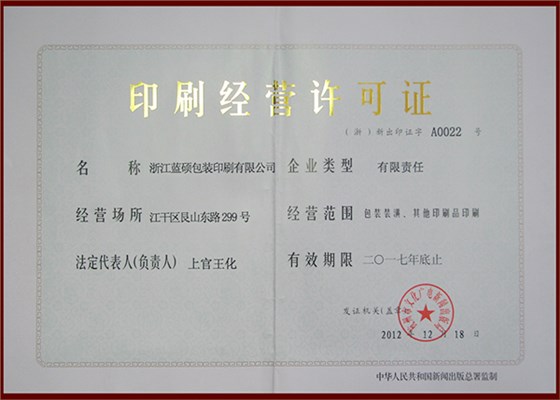 印刷经营许可证
（浙）新出印证字 A0022 号
名 称 浙江蓝硕包装印刷有限公司
企业类型 有限责任
经营场所 江干区艮山东路299号
经营范围 包装装潢、其他印刷品印刷
法定代表人(负责人) 上官王化
有效期限 二〇一七年底止
发证机关(盖章)
2012 年 12 月 18 日
中华人民共和国新闻出版总署监制